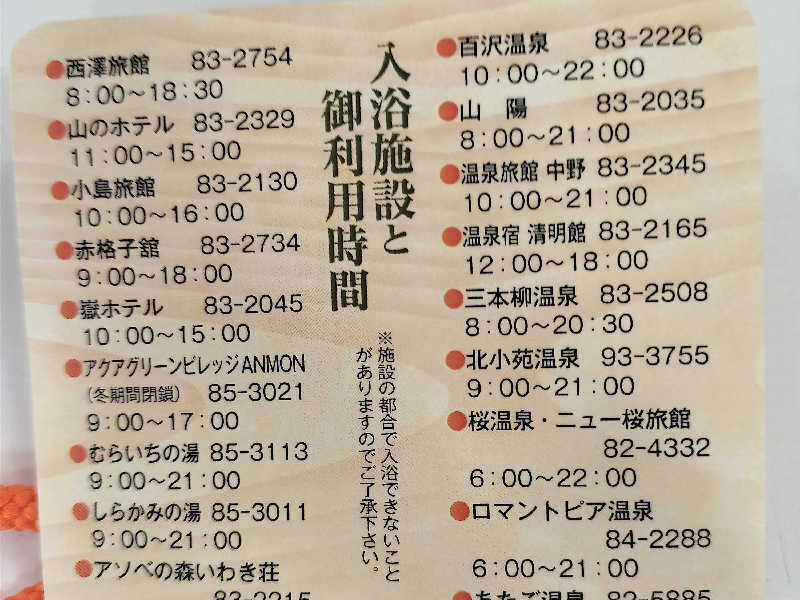 ●百沢温泉 83-2226
10:00〜22:00
●山 陽 83-2035
8:00〜21:00
●温泉旅館 中野 83-2345
10:00〜21:00
●温泉宿 清明館 83-2165
12:00〜18:00
●三本柳温泉 83-2508
8:00〜20:30
●北小苑温泉 93-3755
9:00〜21:00
●桜温泉・ニュー桜旅館
82-4332
6:00〜22:00
●ロマントピア温泉
84-2288
6:00〜21:00
●あたご温泉 82-5885
入浴施設と
御利用時間
※施設の都合で入浴できないこと
がありますのでご了承下さい。
●西澤旅館 83-2754
8:00〜18:30
●山のホテル 83-2329
11:00〜15:00
●小島旅館 83-2130
10:00〜16:00
●赤格子舘 83-2734
9:00〜18:00
●嶽ホテル 83-2045
10:00〜15:00
●アクアグリーンビレッジANMON
(冬期間閉鎖) 85-3021
9:00〜17:00
●むらいちの湯 85-3113
9:00〜21:00
●しらかみの湯 85-3011
9:00〜21:00
●アソベの森いわき荘
83-2215